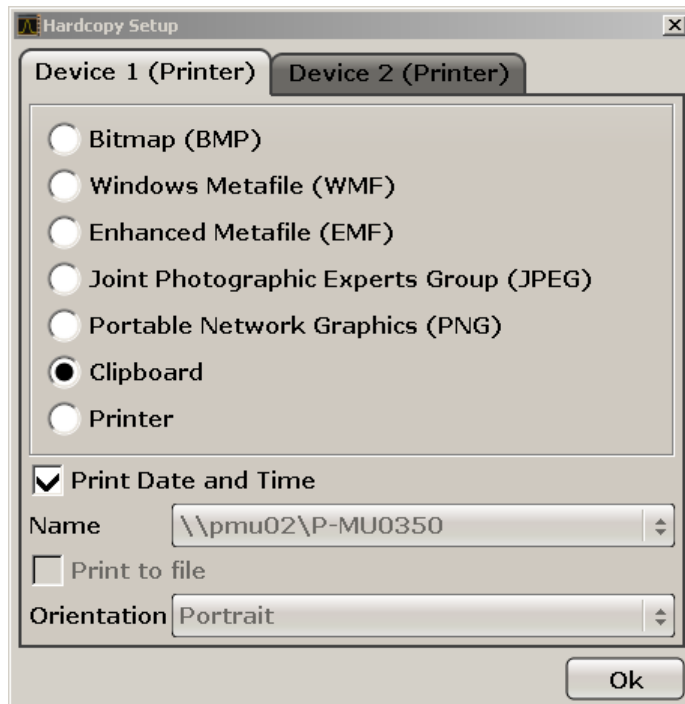 Hardcopy Setup
Device 1 (Printer) Device 2 (Printer)
Bitmap (BMP)
Windows Metafile (WMF)
Enhanced Metafile (EMF)
Joint Photographic Experts Group (JPEG)
Portable Network Graphics (PNG)
Clipboard
Printer
Print Date and Time
Name \\pmu02\P-MU0350
Print to file
Orientation Portrait
Ok